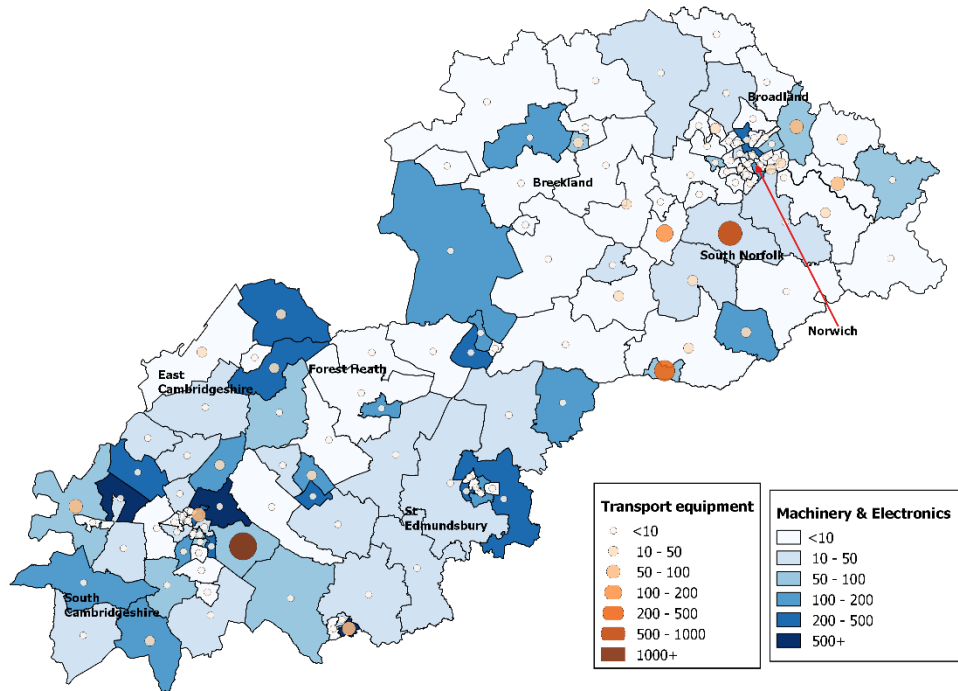 Broadland
Breckland
South Norfolk
Norwich
East
Cambridgeshire
Forest Heath
St
Edmundsbury
South
Cambridgeshire
Transport equipment
<10
10 - 50
50 - 100
100 - 200
200 - 500
500 - 1000
1000+
Machinery & Electronics
<10
10 - 50
50 - 100
100 - 200
200 - 500
500+